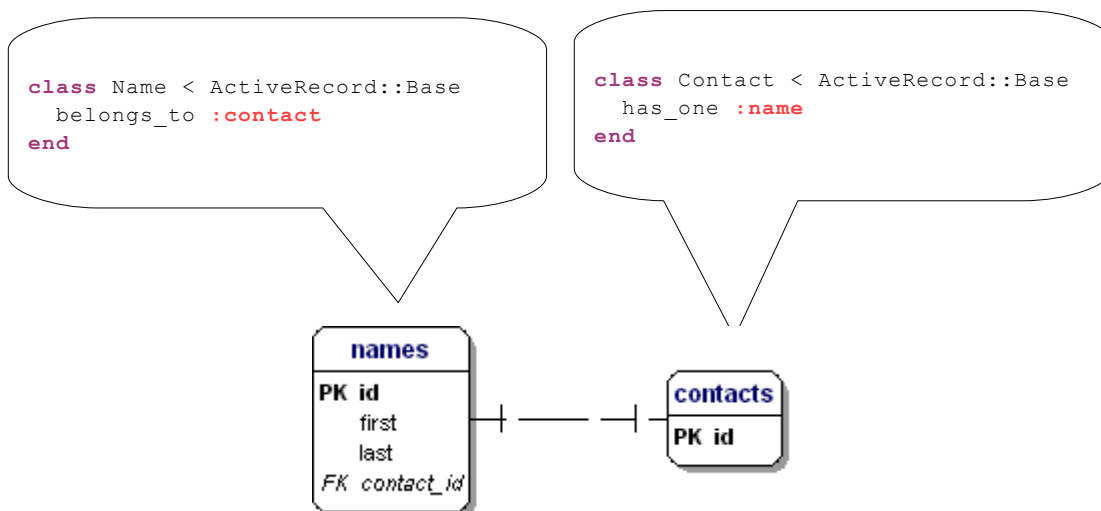 class Name < ActiveRecord::Base
  belongs_to :contact
end
class Contact < ActiveRecord::Base
  has_one :name
end
names
PK id
first
last
FK contact_id
contacts
PK id